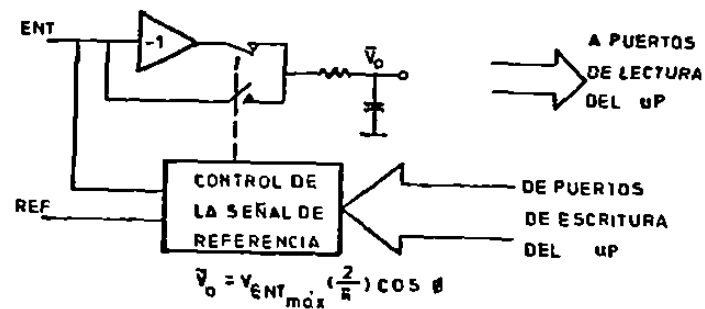 ENT
-1
V̄o
A PUERTOS
DE LECTURA
DEL uP
CONTROL DE
LA SEÑAL DE
REFERENCIA
REF
DE PUERTOS
DE ESCRITURA
DEL uP
V̄o = VENTmáx (2/π) COS ø